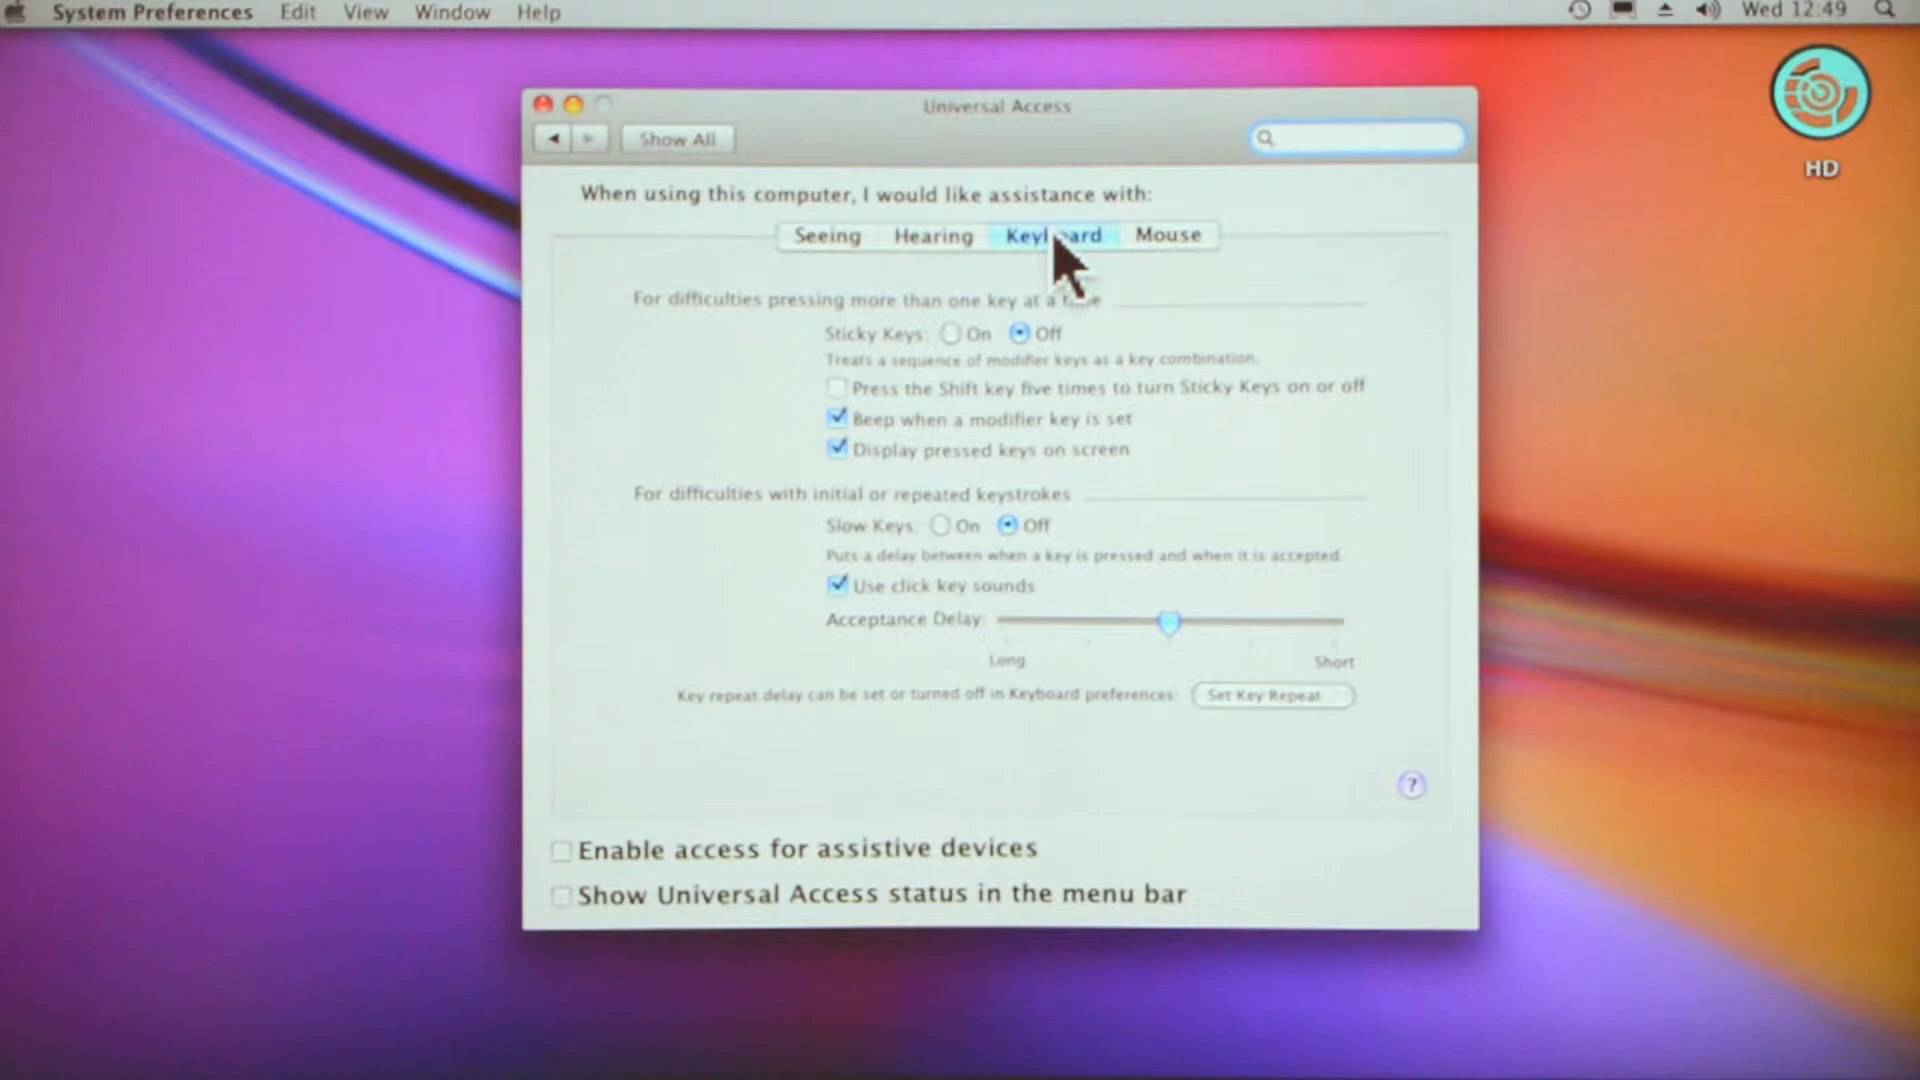 System Preferences Edit View Window Help Wed 12:49
HD
Universal Access
Show All
When using this computer, I would like assistance with:
Seeing Hearing Keyboard Mouse
For difficulties pressing more than one key at a time
Sticky Keys: On Off
Treats a sequence of modifier keys as a key combination.
Press the Shift key five times to turn Sticky Keys on or off
Beep when a modifier key is set
Display pressed keys on screen
For difficulties with initial or repeated keystrokes
Slow Keys: On Off
Puts a delay between when a key is pressed and when it is accepted.
Use click key sounds
Acceptance Delay:
Long Short
Key repeat delay can be set or turned off in Keyboard preferences: Set Key Repeat
?
Enable access for assistive devices
Show Universal Access status in the menu bar